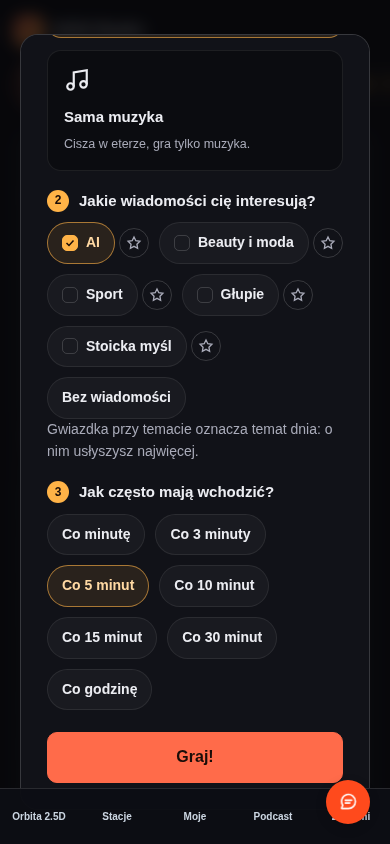 Sama muzyka
Cisza w eterze, gra tylko muzyka.
2 Jakie wiadomości cię interesują?
AI
Beauty i moda
Sport
Głupie
Stoicka myśl
Bez wiadomości
Gwiazdka przy temacie oznacza temat dnia: o
nim usłyszysz najwięcej.
3 Jak często mają wchodzić?
Co minutę
Co 3 minuty
Co 5 minut
Co 10 minut
Co 15 minut
Co 30 minut
Co godzinę
Graj!
Orbita 2.5D
Stacje
Moje
Podcast